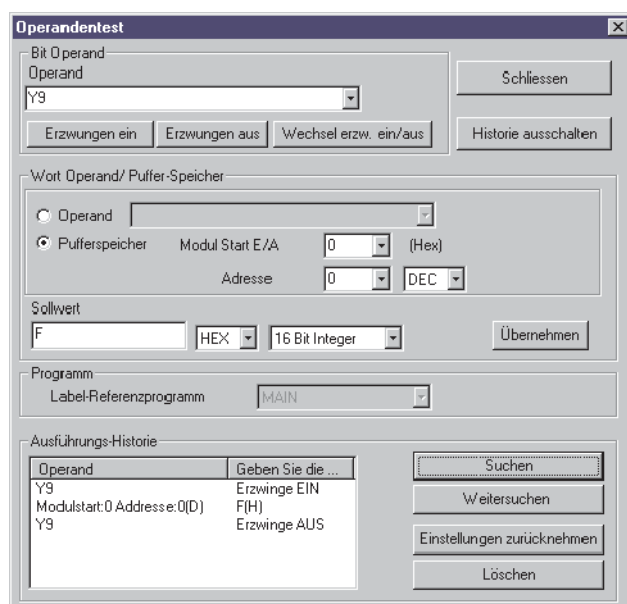 Operandentest
Bit Operand
Operand
Y9
Schliessen
Erzwungen ein Erzwungen aus Wechsel erzw. ein/aus
Historie ausschalten
Wort Operand/ Puffer-Speicher
Operand
Pufferspeicher Modul Start E/A 0 (Hex)
Adresse 0 DEC
Sollwert
F HEX 16 Bit Integer Übernehmen
Programm
Label-Referenzprogramm MAIN
Ausführungs-Historie
Operand Geben Sie die ...
Y9 Erzwinge EIN
Modulstart:0 Addresse:0(D) F(H)
Y9 Erzwinge AUS
Suchen
Weitersuchen
Einstellungen zurücknehmen
Löschen